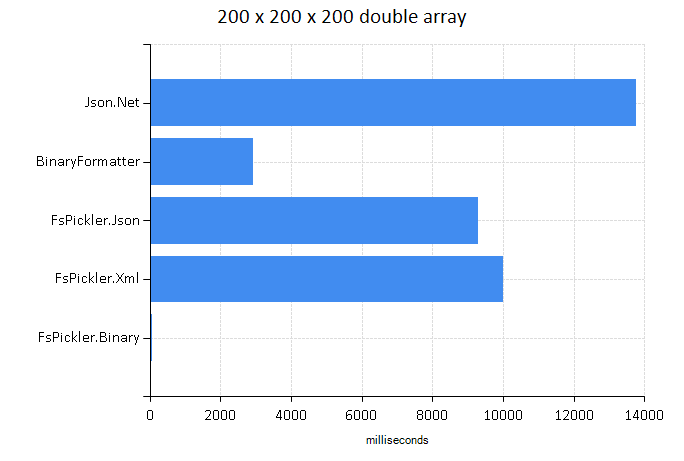 200 x 200 x 200 double array
Json.Net
BinaryFormatter
FsPickler.Json
FsPickler.Xml
FsPickler.Binary
0 2000 4000 6000 8000 10000 12000 14000
milliseconds